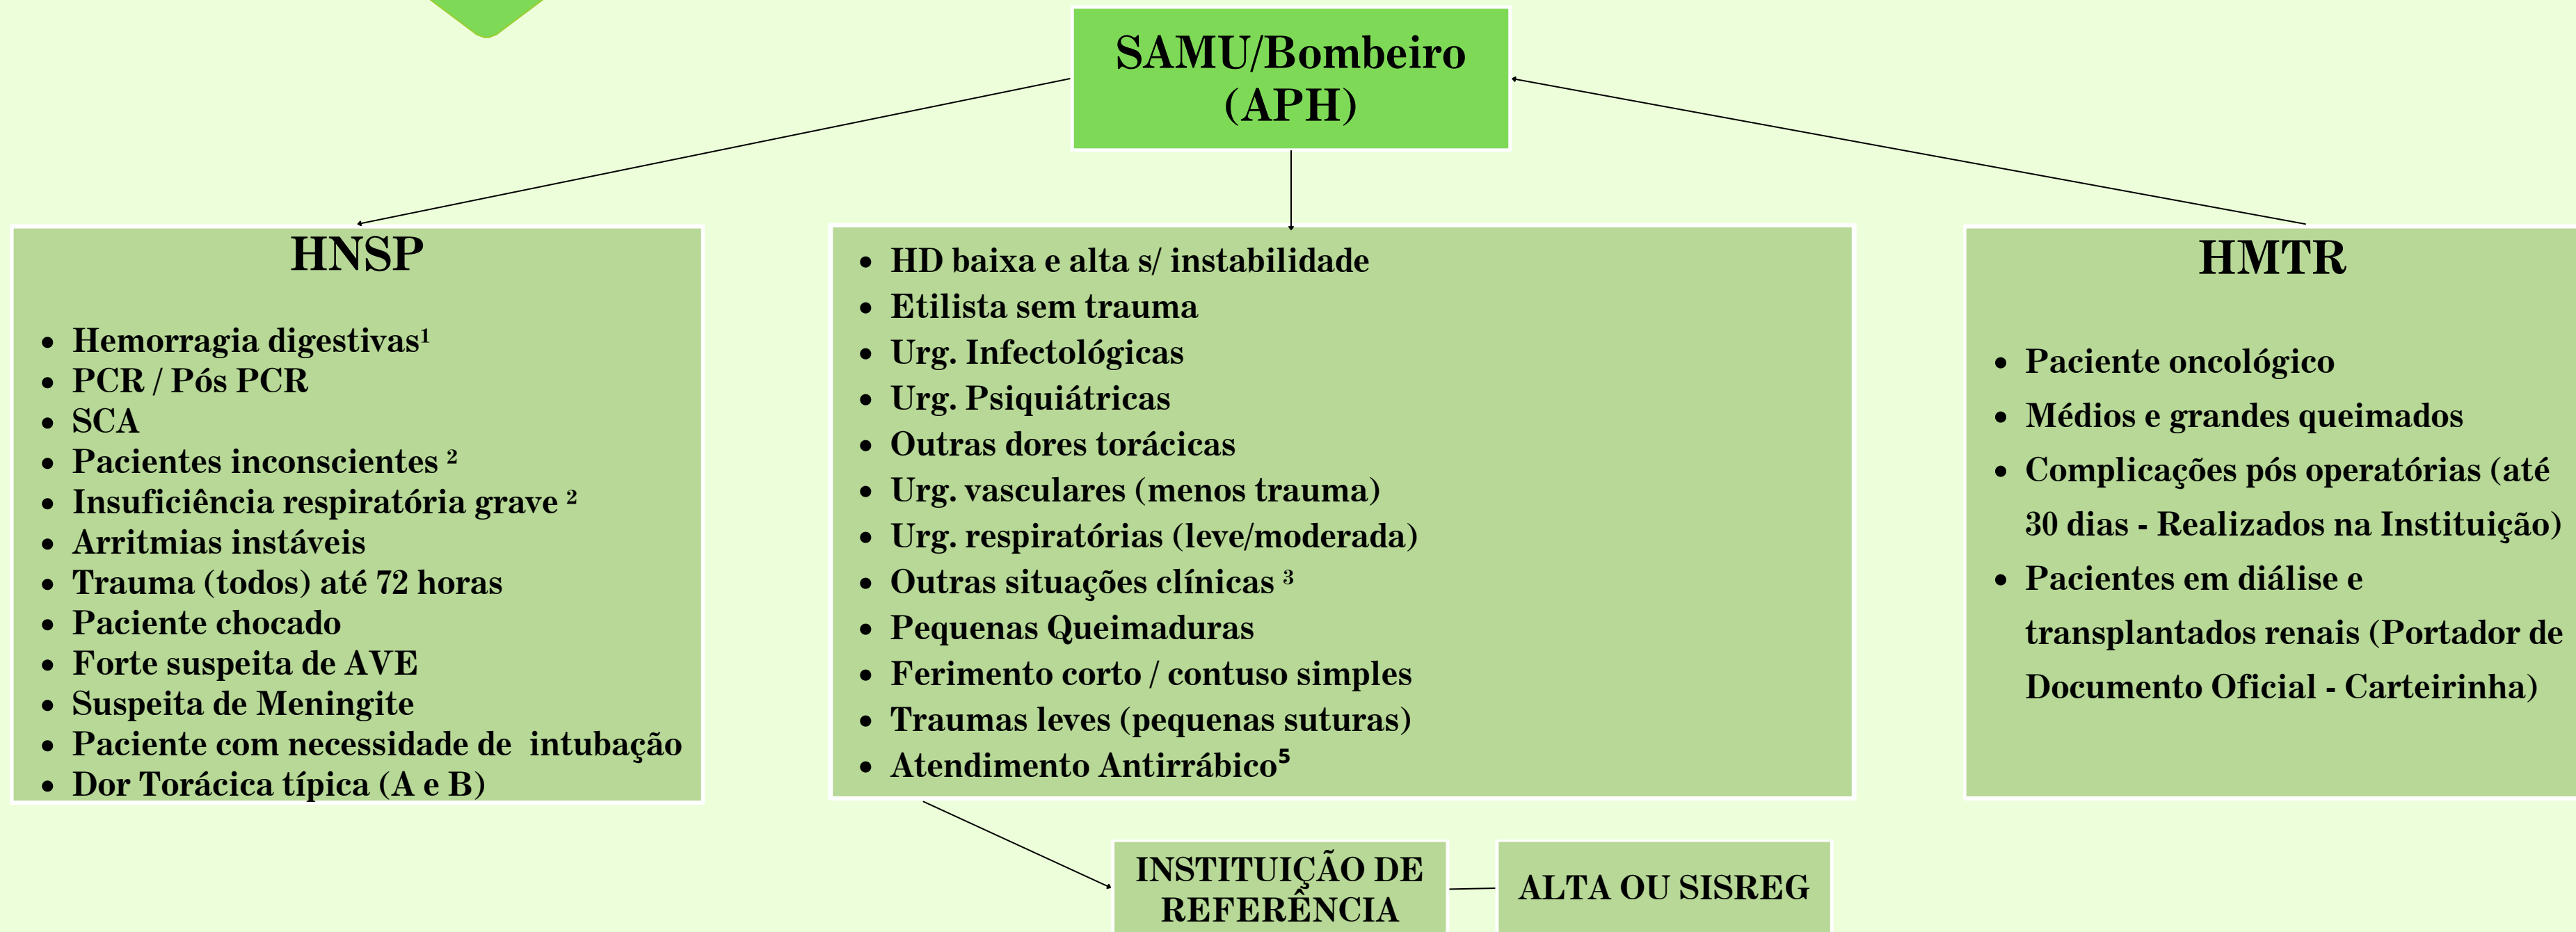 SAMU/Bombeiro
(APH)
HNSP
• Hemorragia digestivas¹
• PCR / Pós PCR
• SCA
• Pacientes inconscientes ²
• Insuficiência respiratória grave ²
• Arritmias instáveis
• Trauma (todos) até 72 horas
• Paciente chocado
• Forte suspeita de AVE
• Suspeita de Meningite
• Paciente com necessidade de intubação
• Dor Torácica típica (A e B)
• HD baixa e alta s/ instabilidade
• Etilista sem trauma
• Urg. Infectológicas
• Urg. Psiquiátricas
• Outras dores torácicas
• Urg. vasculares (menos trauma)
• Urg. respiratórias (leve/moderada)
• Outras situações clínicas ³
• Pequenas Queimaduras
• Ferimento corto / contuso simples
• Traumas leves (pequenas suturas)
• Atendimento Antirrábico⁵
HMTR
• Paciente oncológico
• Médios e grandes queimados
• Complicações pós operatórias (até
30 dias - Realizados na Instituição)
• Pacientes em diálise e
transplantados renais (Portador de
Documento Oficial - Carteirinha)
INSTITUIÇÃO DE
REFERÊNCIA
ALTA OU SISREG